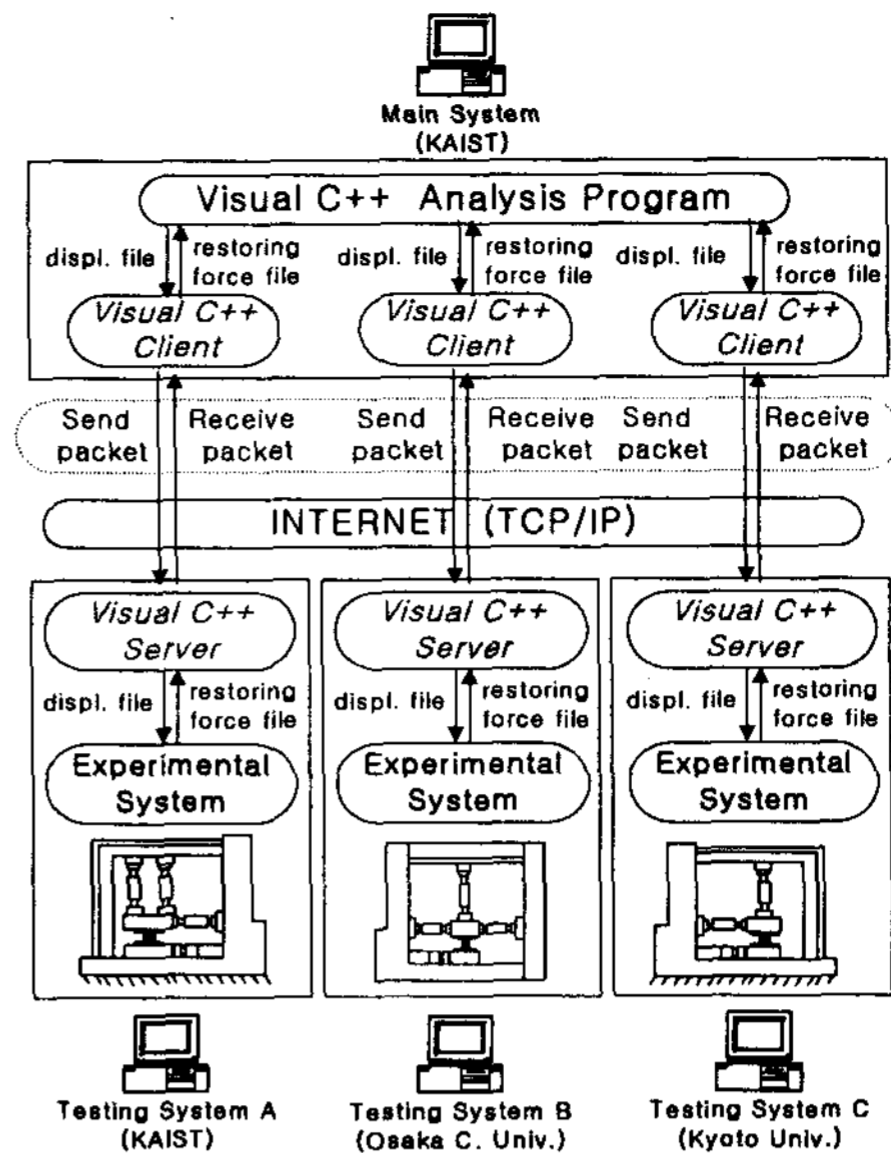 Main System
(KAIST)
Visual C++ Analysis Program
displ. file
restoring
force file
displ. file
restoring
force file
displ. file
restoring
force file
Visual C++
Client
Visual C++
Client
Visual C++
Client
Send
packet
Receive
packet
Send
packet
Receive
packet
Send
packet
Receive
packet
INTERNET (TCP/IP)
Visual C++
Server
Visual C++
Server
Visual C++
Server
displ. file
restoring
force file
displ. file
restoring
force file
displ. file
restoring
force file
Experimental
System
Experimental
System
Experimental
System
Testing System A
(KAIST)
Testing System B
(Osaka C. Univ.)
Testing System C
(Kyoto Univ.)